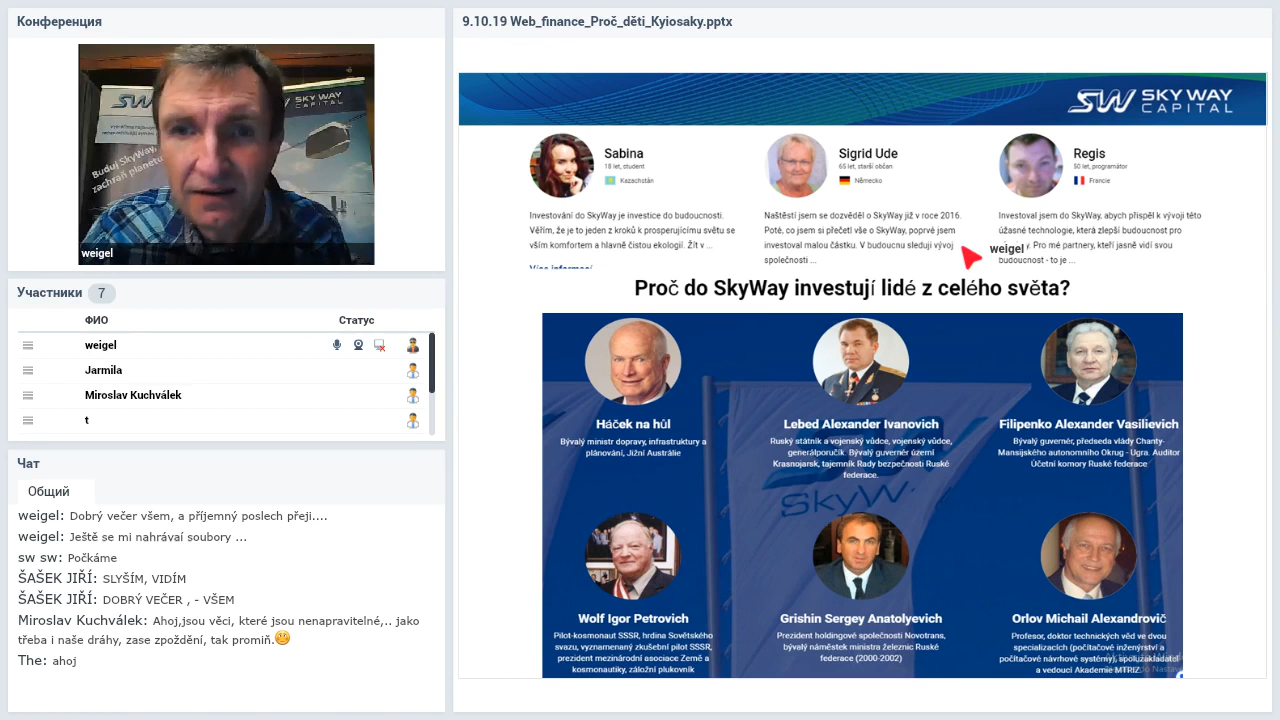 Конференция
SKY WAY
CAPITAL
Buduj SkyWay,
zachraň planetu
weigel
Участники 7
ФИО Статус
weigel
Jarmila
Miroslav Kuchválek
t
Чат
Общий
weigel: Dobrý večer všem, a příjemný poslech přeji....
weigel: Ještě se mi nahrávaí soubory ...
sw sw: Počkáme
ŠAŠEK JIŘÍ: SLYŠÍM, VIDÍM
ŠAŠEK JIŘÍ: DOBRÝ VEČER , - VŠEM
Miroslav Kuchválek: Ahoj,jsou věci, které jsou nenapravitelné,.. jako
třeba i naše dráhy, zase zpoždění, tak promiň.
The: ahoj
9.10.19 Web_finance_Proč_děti_Kyiosaky.pptx
SW SKY WAY
CAPITAL
Sabina
18 let, student
Kazachstán
Investování do SkyWay je investice do budoucnosti.
Věřím, že je to jeden z kroků k prosperujícímu světu se
vším komfortem a hlavně čistou ekologií. Žít v ...
Více informací
Sigrid Ude
65 let, starší občan
Německo
Naštěstí jsem se dozvěděl o SkyWay již v roce 2016.
Poté, co jsem si přečetl vše o SkyWay, poprvé jsem
investoval malou částku. V budoucnu sleduji vývoj
společnosti ...
Regis
50 let, programátor
Francie
Investoval jsem do SkyWay, abych přispěl k vývoji této
úžasné technologie, která zlepší budoucnost pro
weigel. Pro mé partnery, kteří jasně vidí svou
budoucnost - to je ...
Proč do SkyWay investují lidé z celého světa?
Háček na hůl
Bývalý ministr dopravy, infrastruktury a
plánování, Jižní Austrálie
Lebed Alexander Ivanovich
Ruský státník a vojenský vůdce, vojenský vůdce,
generálporučík. Bývalý guvernér území
Krasnojarsk, tajemník Rady bezpečnosti Ruské
federace.
Filipenko Alexander Vasilievich
Bývalý guvernér, předseda vlády Chanty-
Mansijského autonomního Okrug - Ugra. Auditor
Účetní komory Ruské federace
SkyW
Wolf Igor Petrovich
Pilot-kosmonaut SSSR, hrdina Sovětského
svazu, vyznamenaný zkušební pilot SSSR,
prezident mezinárodní asociace Země a
kosmonautiky, záložní plukovník
Grishin Sergey Anatolyevich
Prezident holdingové společnosti Novotrans,
bývalý náměstek ministra železnic Ruské
federace (2000-2002)
Orlov Michail Alexandrovič
Profesor, doktor technických věd ve dvou
specializacích (počítačové inženýrství a
počítačové návrhové systémy), spoluzakladatel
a vedoucí Akademie MTRIZ